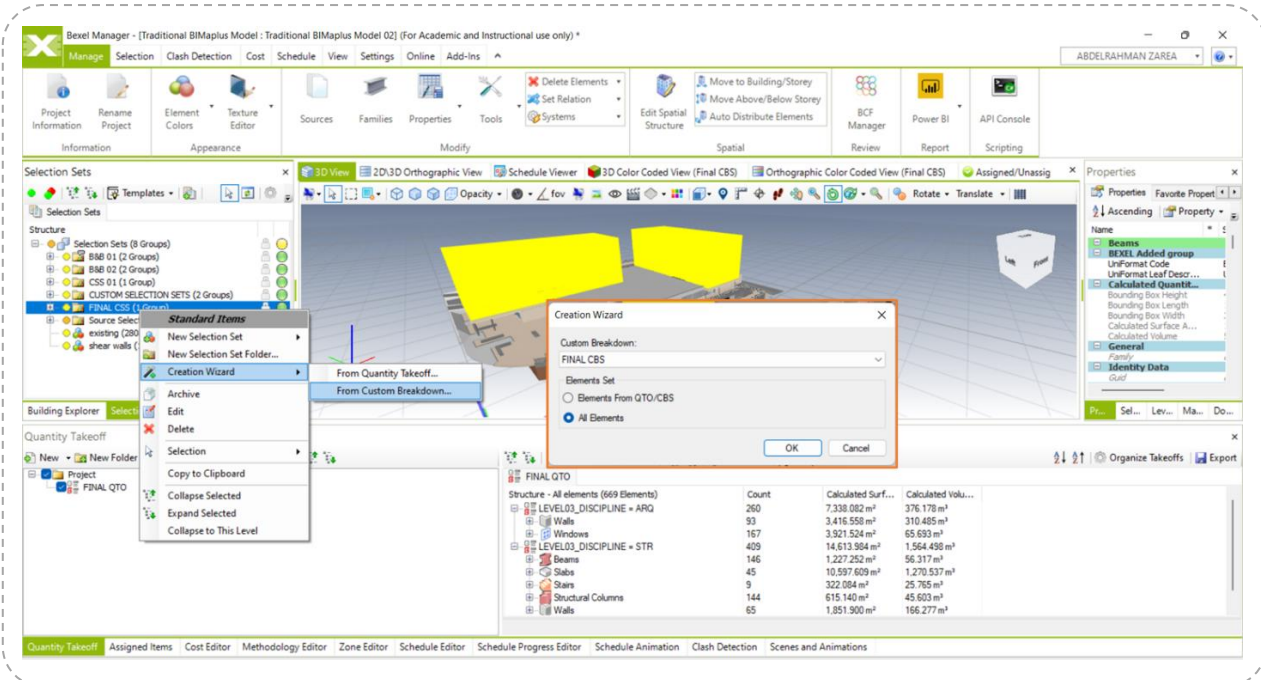 Bexel Manager - [Traditional BIMaplus Model : Traditional BIMaplus Model 02] (For Academic and Instructional use only) *
Manage Selection Clash Detection Cost Schedule View Settings Online Add-Ins
ABDELRAHMAN ZAREA
Project Information
Rename Project
Element Colors
Texture Editor
Sources
Families
Properties
Tools
Delete Elements
Set Relation
Systems
Edit Spatial Structure
Move to Building/Storey
Move Above/Below Storey
Auto Distribute Elements
BCF Manager
Power BI
API Console
Information Appearance Modify Spatial Review Report Scripting
Selection Sets
3D View 2D\3D Orthographic View Schedule Viewer 3D Color Coded View (Final CBS) Orthographic Color Coded View (Final CBS) Assigned/Unassig
Properties
Templates
Opacity
fov
Rotate
Translate
Properties Favorite Propert
Selection Sets
Ascending Property
Structure
Selection Sets (8 Groups)
B&B 01 (2 Groups)
B&B 02 (2 Groups)
CSS 01 (1 Group)
CUSTOM SELECTION SETS (2 Groups)
FINAL CSS (1 Group)
Source Select
existing (280
shear walls (
Name
Beams
BEXEL Added group
UniFormat Code
UniFormat Leaf Descr...
Calculated Quantit...
Bounding Box Height
Bounding Box Length
Bounding Box Width
Calculated Surface A...
Calculated Volume
General
Family
Identity Data
Guid
Left Front
Standard Items
New Selection Set
New Selection Set Folder...
Creation Wizard
Archive
Edit
Delete
Selection
Copy to Clipboard
Collapse Selected
Expand Selected
Collapse to This Level
From Quantity Takeoff...
From Custom Breakdown...
Creation Wizard
Custom Breakdown:
FINAL CBS
Elements Set
Elements From QTO/CBS
All Elements
OK Cancel
Building Explorer Selecti
Pr... Sel... Lev... Ma... Do...
Quantity Takeoff
New New Folder
Organize Takeoffs Export
Project
FINAL QTO
FINAL QTO
Structure - All elements (669 Elements) Count Calculated Surf... Calculated Volu...
LEVEL03_DISCIPLINE = ARQ 260 7,338.082 m² 376.178 m³
Walls 93 3,416.558 m² 310.485 m³
Windows 167 3,921.524 m² 65.693 m³
LEVEL03_DISCIPLINE = STR 409 14,613.984 m² 1,564.498 m³
Beams 146 1,227.252 m² 56.317 m³
Slabs 45 10,597.609 m² 1,270.537 m³
Stairs 9 322.084 m² 25.765 m³
Structural Columns 144 615.140 m² 45.603 m³
Walls 65 1,851.900 m² 166.277 m³
Quantity Takeoff Assigned Items Cost Editor Methodology Editor Zone Editor Schedule Editor Schedule Progress Editor Schedule Animation Clash Detection Scenes and Animations